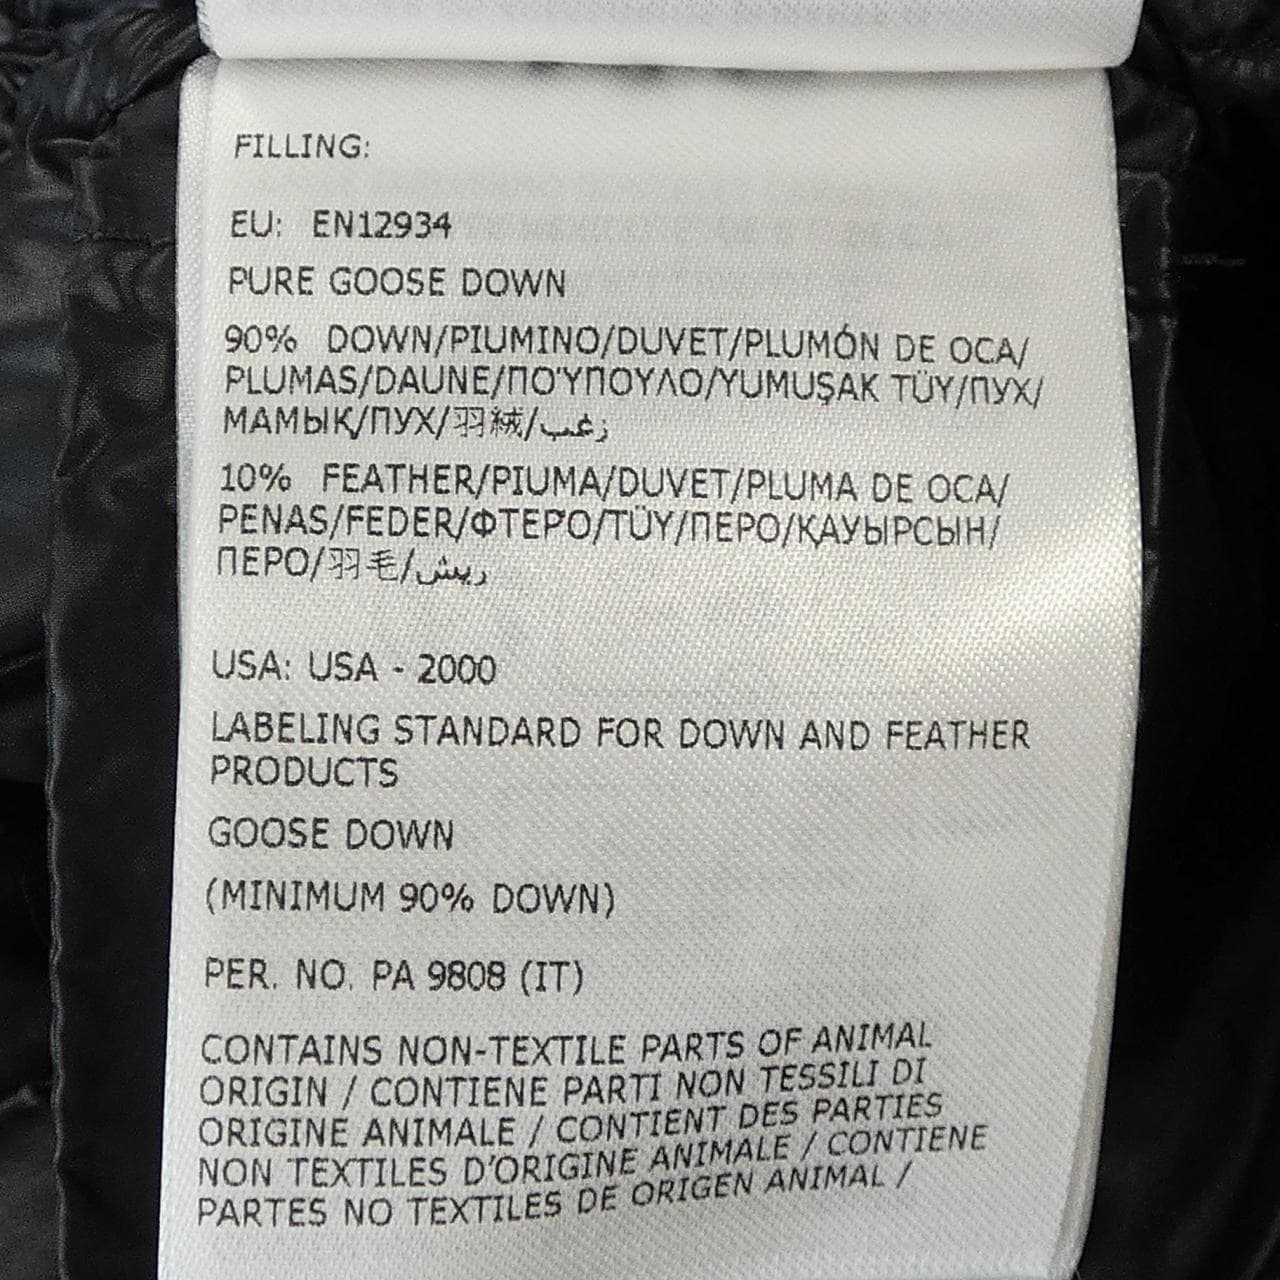 FILLING:
EU: EN12934
PURE GOOSE DOWN
90% DOWN/PIUMINO/DUVET/PLUMÓN DE OCA/
PLUMAS/DAUNE/ΠΟΎΠΟΥΛΟ/YUMUŞAK TÜY/ПУХ/
МАМЫҚ/ПУХ/羽絨/زغب
10% FEATHER/PIUMA/DUVET/PLUMA DE OCA/
PENAS/FEDER/ΦΤΕΡΌ/TÜY/ПЕРО/ҚАУЫРСЫН/
ПЕРО/羽毛/ريش
USA: USA - 2000
LABELING STANDARD FOR DOWN AND FEATHER
PRODUCTS
GOOSE DOWN
(MINIMUM 90% DOWN)
PER. NO. PA 9808 (IT)
CONTAINS NON-TEXTILE PARTS OF ANIMAL
ORIGIN / CONTIENE PARTI NON TESSILI DI
ORIGINE ANIMALE / CONTIENT DES PARTIES
NON TEXTILES D'ORIGINE ANIMALE / CONTIENE
PARTES NO TEXTILES DE ORIGEN ANIMAL /